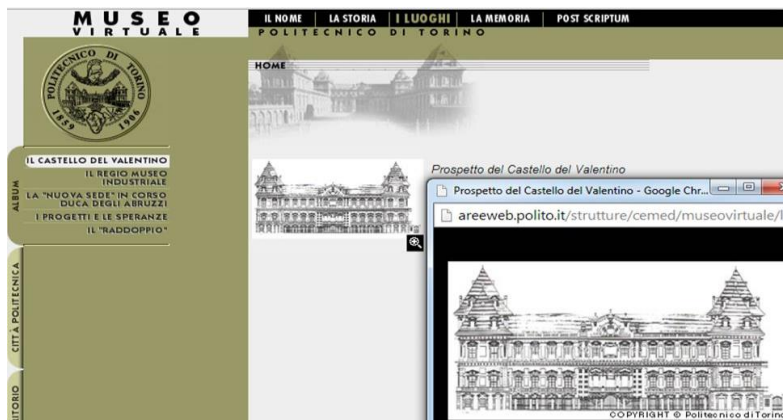 MUSEO
VIRTUALE
IL NOME
LA STORIA
I LUOGHI
LA MEMORIA
POST SCRIPTUM
POLITECNICO DI TORINO
HOME
POLITECNICO DI TORINO
1859
1906
ALBUM
IL CASTELLO DEL VALENTINO
IL REGIO MUSEO
INDUSTRIALE
LA "NUOVA SEDE" IN CORSO
DUCA DEGLI ABRUZZI
I PROGETTI E LE SPERANZE
IL "RADDOPPIO"
CITTÀ POLITECNICA
ITORIO
Prospetto del Castello del Valentino
Prospetto del Castello del Valentino - Google Chr...
areeweb.polito.it/strutture/cemed/museovirtuale/l
COPYRIGHT © Politecnico di Torino